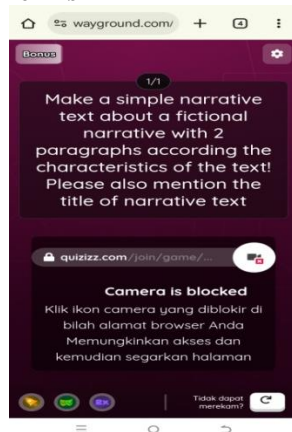 wayground.com/
4
Bonus
1/1
Make a simple narrative
text about a fictional
narrative with 2
paragraphs according the
characteristics of the text!
Please also mention the
title of narrative text
quizizz.com/join/game/...
Camera is blocked
Klik ikon camera yang diblokir di
bilah alamat browser Anda
Memungkinkan akses dan
kemudian segarkan halaman
Tidak dapat
merekam?